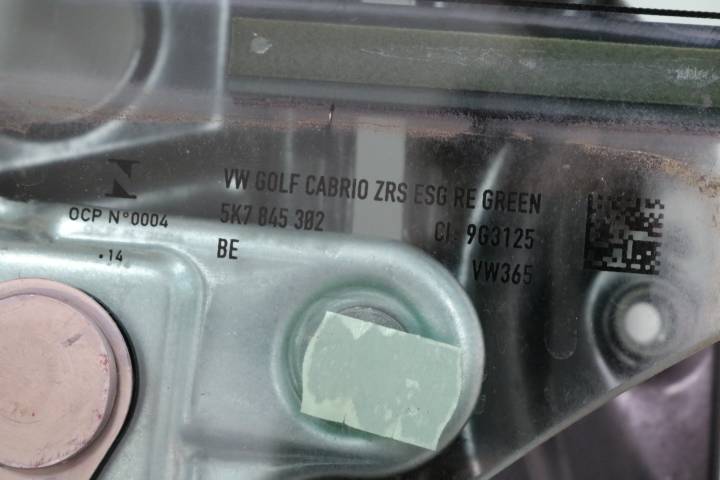 VW GOLF CABRIO ZRS ESG RE GREEN
OCP N°0004
5K7 845 302
CI: 9G3125
.14
BE
VW365